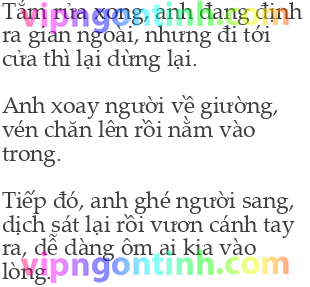 Tắm rửa xong, anh đang định
ra gian ngoài, nhưng đi tới
cửa thì lại dừng lại.
Anh xoay người về giường,
vén chăn lên rồi nằm vào
trong.
Tiếp đó, anh ghé người sang,
dịch sát lại rồi vươn cánh tay
ra, dễ dàng ôm ai kia vào
lòng.
vipngontinh.com
vipngontinh.com